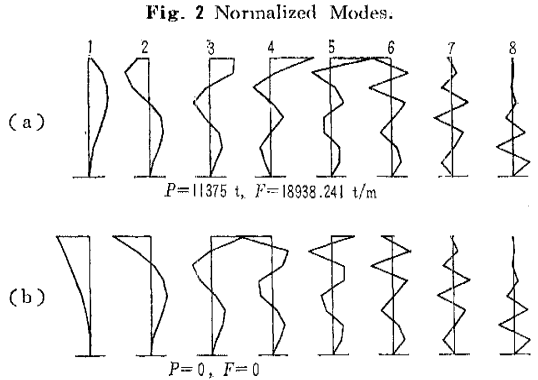 Fig. 2 Normalized Modes.
1 2 3 4 5 6 7 8
(a)
P=11375 t, F=18938.241 t/m
(b)
P=0, F=0